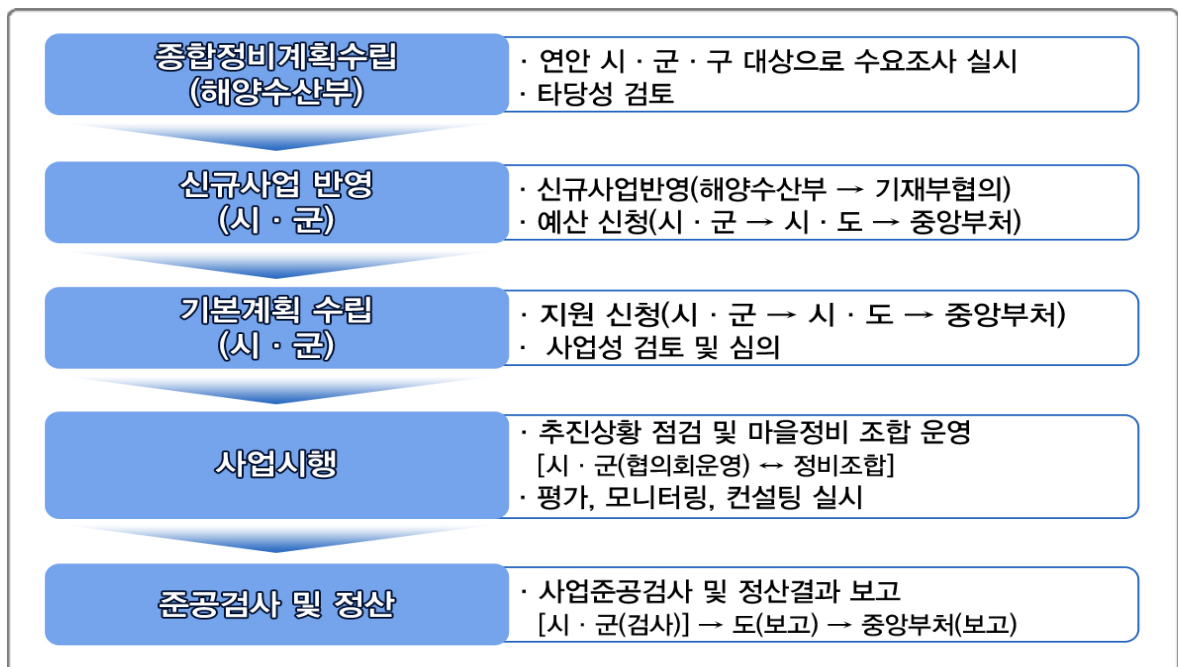 종합정비계획수립
(해양수산부)
· 연안 시 · 군 · 구 대상으로 수요조사 실시
· 타당성 검토
신규사업 반영
(시 · 군)
· 신규사업반영(해양수산부 → 기재부협의)
· 예산 신청(시 · 군 → 시 · 도 → 중앙부처)
기본계획 수립
(시 · 군)
· 지원 신청(시 · 군 → 시 · 도 → 중앙부처)
· 사업성 검토 및 심의
사업시행
· 추진상황 점검 및 마을정비 조합 운영
[시 · 군(협의회운영) ↔ 정비조합]
· 평가, 모니터링, 컨설팅 실시
준공검사 및 정산
· 사업준공검사 및 정산결과 보고
[시 · 군(검사)] → 도(보고) → 중앙부처(보고)